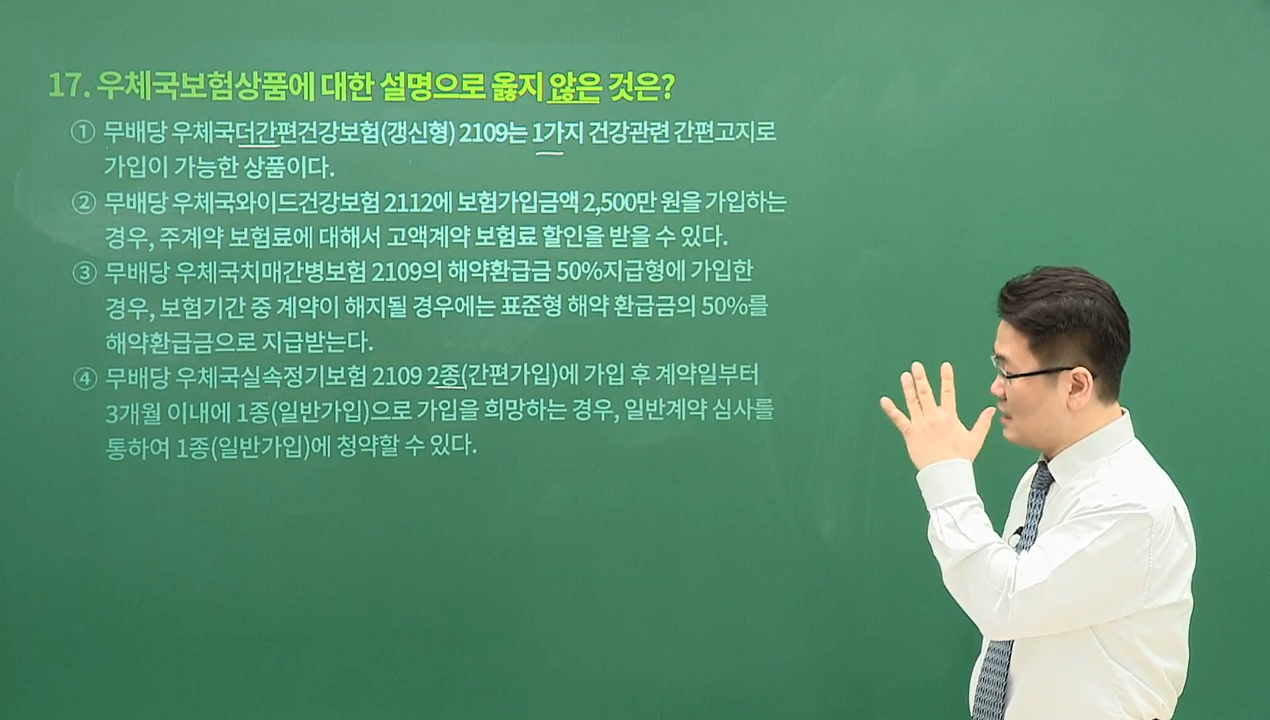 17. 우체국보험상품에 대한 설명으로 옳지 않은 것은?
① 무배당 우체국더간편건강보험(갱신형) 2109는 1가지 건강관련 간편고지로
가입이 가능한 상품이다.
② 무배당 우체국와이드건강보험 2112에 보험가입금액 2,500만 원을 가입하는
경우, 주계약 보험료에 대해서 고액계약 보험료 할인을 받을 수 있다.
③ 무배당 우체국치매간병보험 2109의 해약환급금 50%지급형에 가입한
경우, 보험기간 중 계약이 해지될 경우에는 표준형 해약 환급금의 50%를
해약환급금으로 지급받는다.
④ 무배당 우체국실속정기보험 2109 2종(간편가입)에 가입 후 계약일부터
3개월 이내에 1종(일반가입)으로 가입을 희망하는 경우, 일반계약 심사를
통하여 1종(일반가입)에 청약할 수 있다.